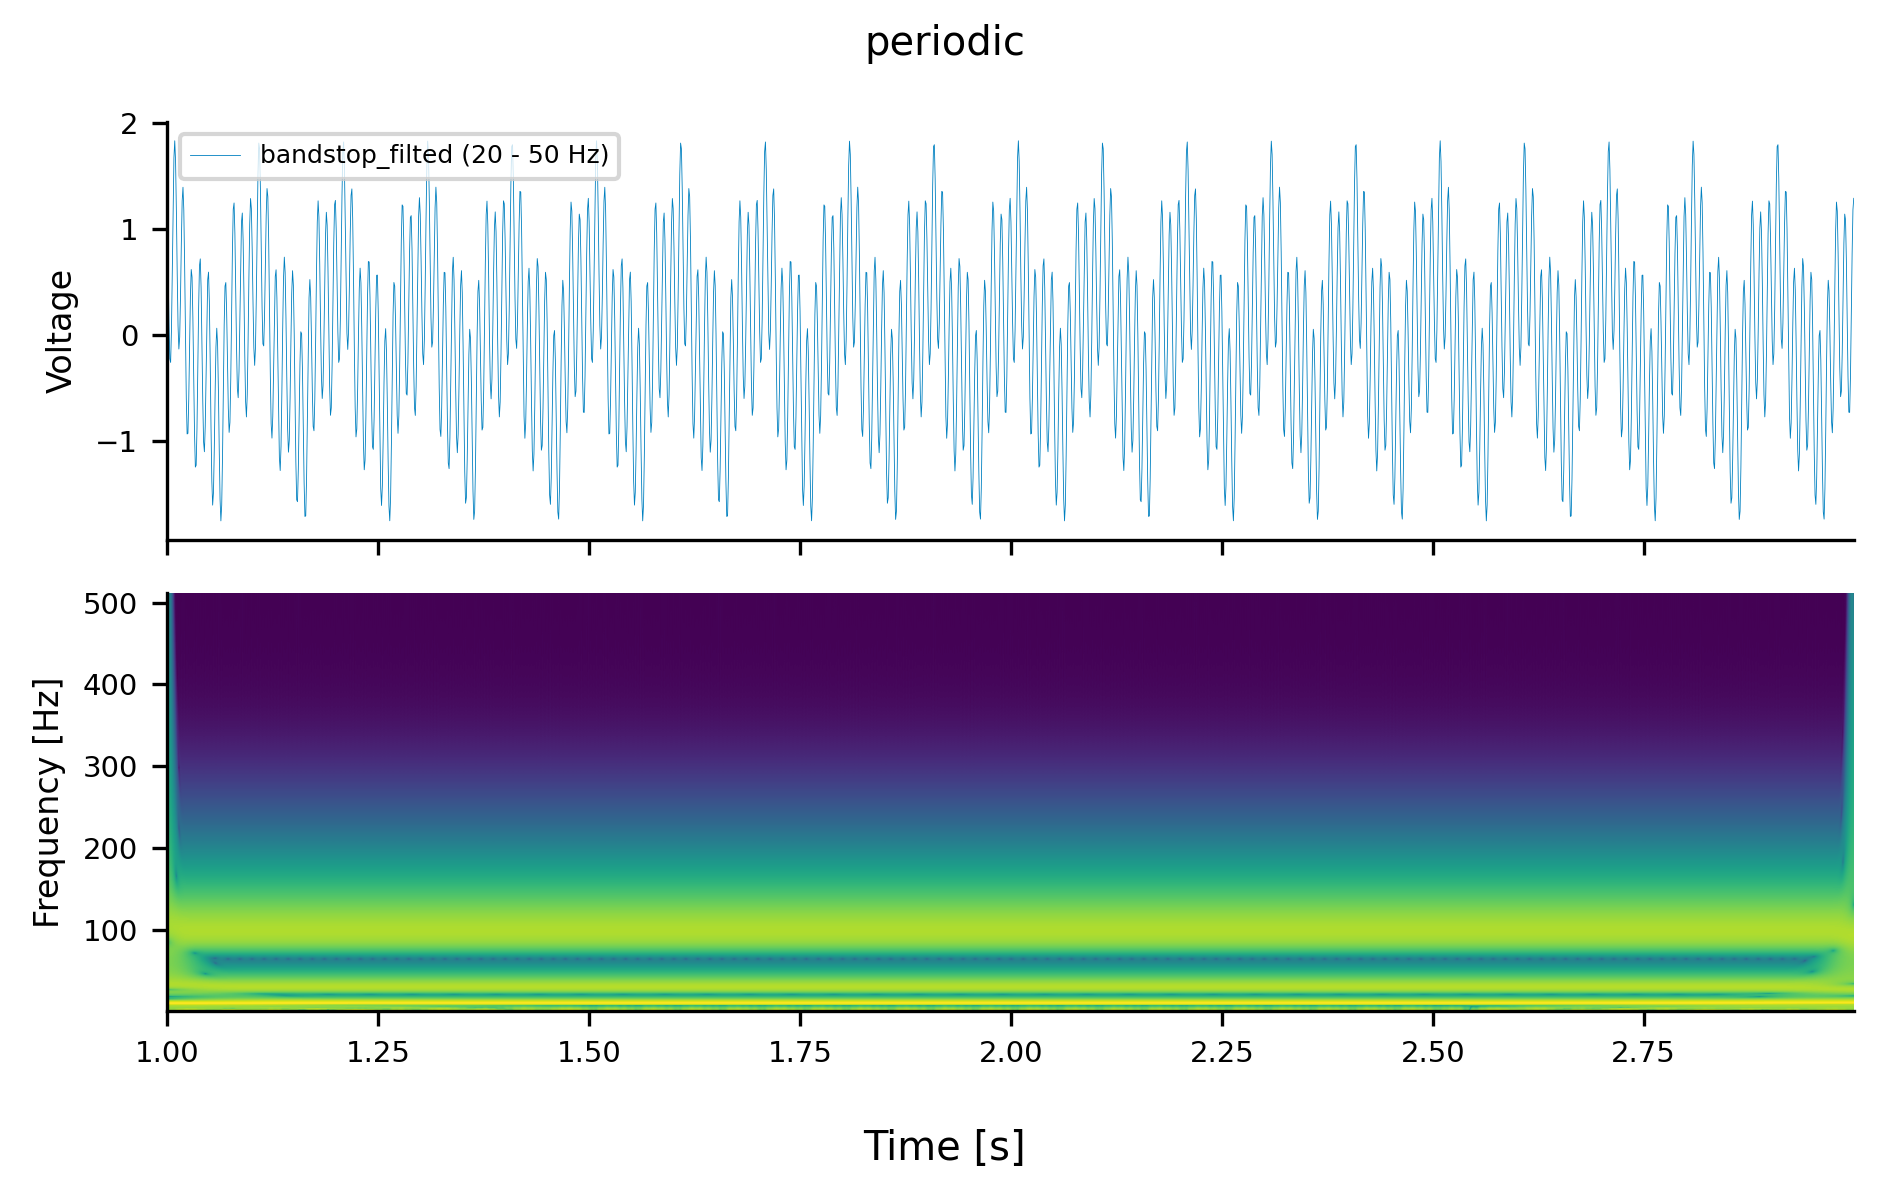 periodic
bandstop_filted (20 - 50 Hz)
Voltage
2
1
0
−1
Frequency [Hz]
500
400
300
200
100
1.00 1.25 1.50 1.75 2.00 2.25 2.50 2.75
Time [s]